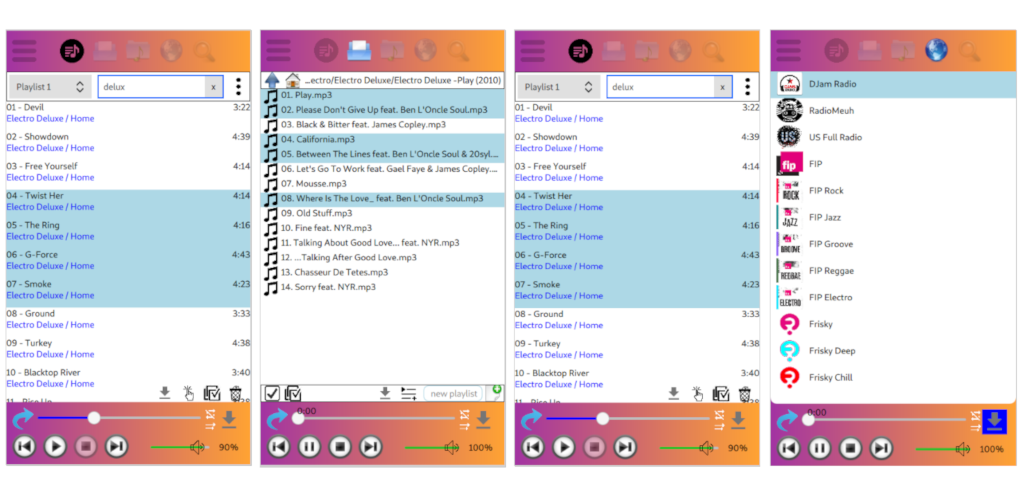 Playlist 1
delux
x
01 - Devil 3:22
Electro Deluxe / Home
02 - Showdown 4:39
Electro Deluxe / Home
03 - Free Yourself 4:14
Electro Deluxe / Home
04 - Twist Her 4:14
Electro Deluxe / Home
05 - The Ring 4:16
Electro Deluxe / Home
06 - G-Force 4:43
Electro Deluxe / Home
07 - Smoke 4:23
Electro Deluxe / Home
08 - Ground 3:33
Electro Deluxe / Home
09 - Turkey 4:38
Electro Deluxe / Home
10 - Blacktop River 3:40
Electro Deluxe / Home
90%
...ectro/Electro Deluxe/Electro Deluxe -Play (2010)
01. Play.mp3
02. Please Don't Give Up feat. Ben L'Oncle Soul.mp3
03. Black & Bitter feat. James Copley.mp3
04. California.mp3
05. Between The Lines feat. Ben L'Oncle Soul & 20syl....
06. Let's Go To Work feat. Gael Faye & James Copley....
07. Mousse.mp3
08. Where Is The Love_ feat. Ben L'Oncle Soul.mp3
09. Old Stuff.mp3
10. Fine feat. NYR.mp3
11. Talking About Good Love... feat. NYR.mp3
12. ...Talking After Good Love.mp3
13. Chasseur De Tetes.mp3
14. Sorry feat. NYR.mp3
new playlist
0:00
100%
Playlist 1
delux
x
01 - Devil 3:22
Electro Deluxe / Home
02 - Showdown 4:39
Electro Deluxe / Home
03 - Free Yourself 4:14
Electro Deluxe / Home
04 - Twist Her 4:14
Electro Deluxe / Home
05 - The Ring 4:16
Electro Deluxe / Home
06 - G-Force 4:43
Electro Deluxe / Home
07 - Smoke 4:23
Electro Deluxe / Home
08 - Ground 3:33
Electro Deluxe / Home
09 - Turkey 4:38
Electro Deluxe / Home
10 - Blacktop River 3:40
Electro Deluxe / Home
90%
DJam Radio
RadioMeuh
US US Full Radio
fip FIP
ROCK FIP Rock
JAZZ FIP Jazz
GROOVE FIP Groove
REGGAE FIP Reggae
ELECTRO FIP Electro
Frisky
Frisky Deep
Frisky Chill
0:00
100%